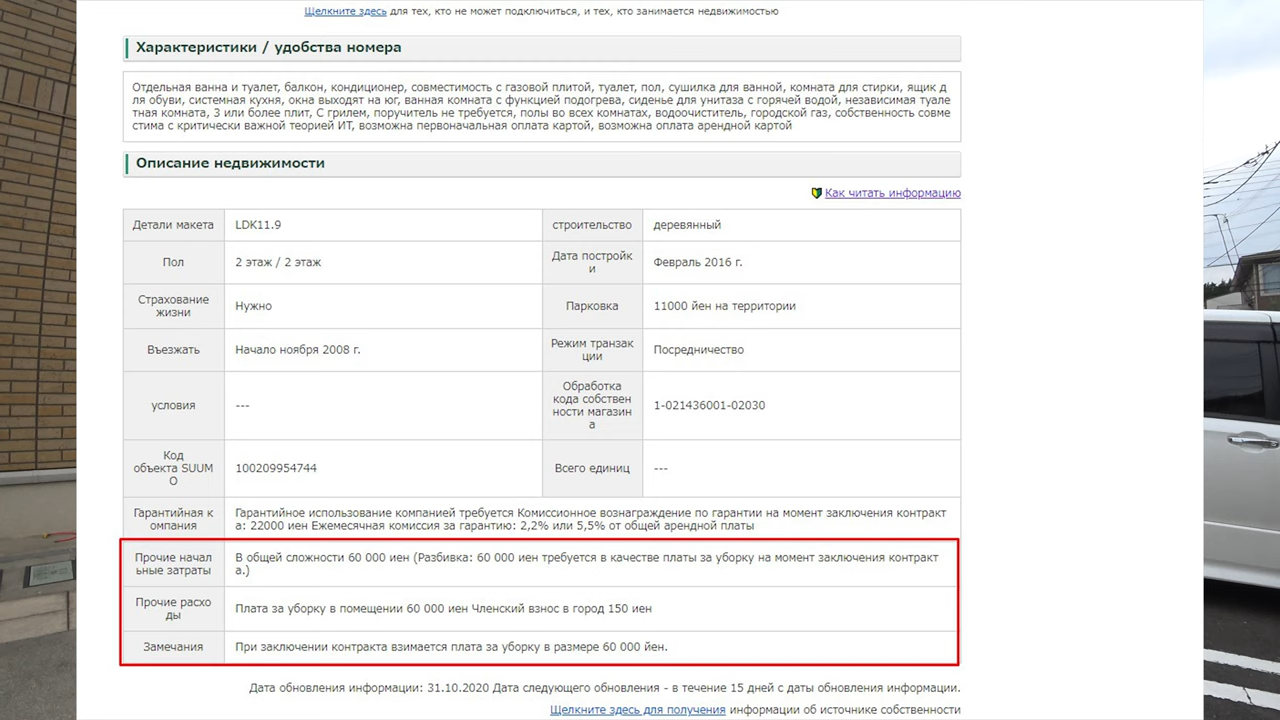 Щелкните здесь для тех, кто не может подключиться, и тех, кто занимается недвижимостью
Характеристики / удобства номера
Отдельная ванна и туалет, балкон, кондиционер, совместимость с газовой плитой, туалет, пол, сушилка для ванной, комната для стирки, ящик д
ля обуви, системная кухня, окна выходят на юг, ванная комната с функцией подогрева, сиденье для унитаза с горячей водой, независимая туале
тная комната, 3 или более плит, С грилем, поручитель не требуется, полы во всех комнатах, водоочиститель, городской газ, собственность совме
стима с критически важной теорией ИТ, возможна первоначальная оплата картой, возможна оплата арендной картой
Описание недвижимости
Как читать информацию
Детали макета
LDK11.9
строительство
деревянный
Пол
2 этаж / 2 этаж
Дата постройк
и
Февраль 2016 г.
Страхование
жизни
Нужно
Парковка
11000 йен на территории
Въезжать
Начало ноября 2008 г.
Режим транзак
ции
Посредничество
условия
---
Обработка
кода собствен
ности магазин
а
1-021436001-02030
Код
объекта SUUM
O
100209954744
Всего единиц
---
Гарантийная к
омпания
Гарантийное использование компанией требуется Комиссионное вознаграждение по гарантии на момент заключения контракт
а: 22000 иен Ежемесячная комиссия за гарантию: 2,2% или 5,5% от общей арендной платы
Прочие начал
ьные затраты
В общей сложности 60 000 иен (Разбивка: 60 000 иен требуется в качестве платы за уборку на момент заключения контракт
а.)
Прочие расхо
ды
Плата за уборку в помещении 60 000 иен Членский взнос в город 150 иен
Замечания
При заключении контракта взимается плата за уборку в размере 60 000 йен.
Дата обновления информации: 31.10.2020 Дата следующего обновления - в течение 15 дней с даты обновления информации.
Щелкните здесь для получения информации об источнике собственности